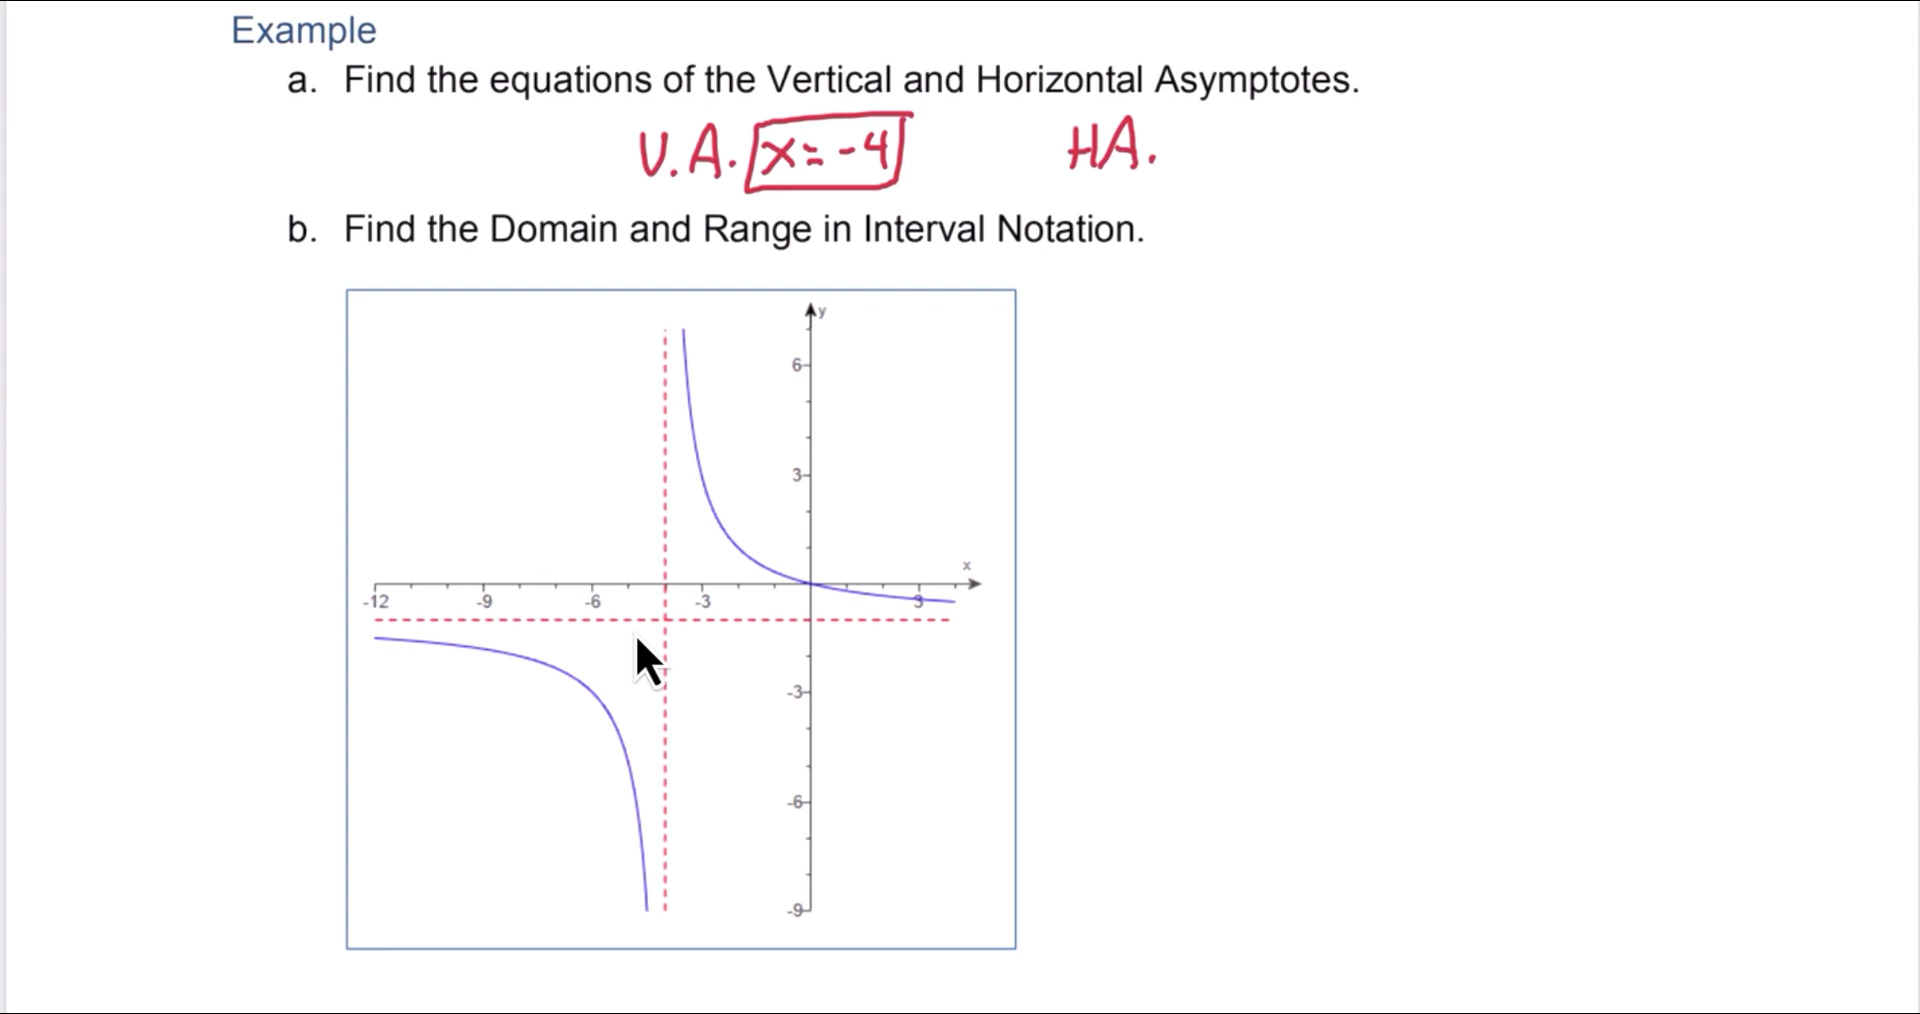 Example
a. Find the equations of the Vertical and Horizontal Asymptotes.
V.A. x=-4 HA.
b. Find the Domain and Range in Interval Notation.
y
6
3
x
-12 -9 -6 -3 3
-3
-6
-9